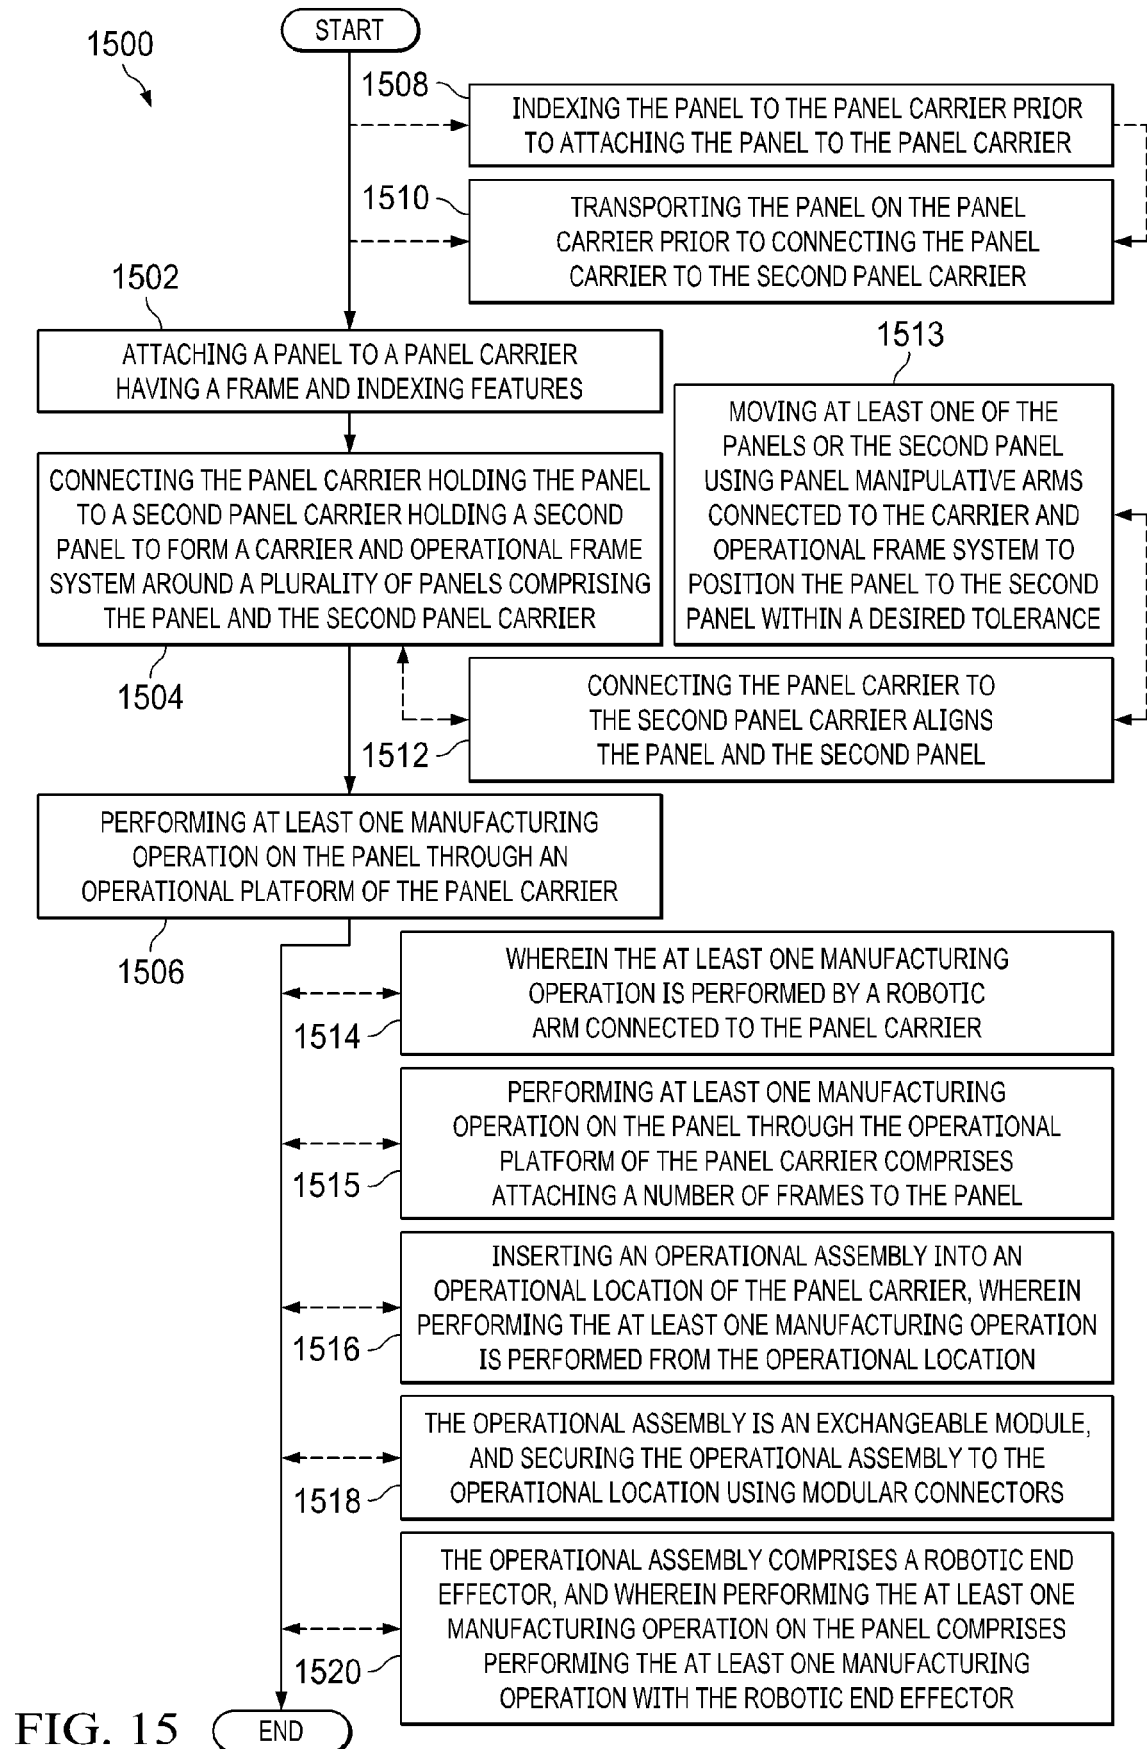 START
1500
1508
INDEXING THE PANEL TO THE PANEL CARRIER PRIOR
TO ATTACHING THE PANEL TO THE PANEL CARRIER
1510
TRANSPORTING THE PANEL ON THE PANEL
CARRIER PRIOR TO CONNECTING THE PANEL
CARRIER TO THE SECOND PANEL CARRIER
1502
ATTACHING A PANEL TO A PANEL CARRIER
HAVING A FRAME AND INDEXING FEATURES
1513
MOVING AT LEAST ONE OF THE
PANELS OR THE SECOND PANEL
USING PANEL MANIPULATIVE ARMS
CONNECTED TO THE CARRIER AND
OPERATIONAL FRAME SYSTEM TO
POSITION THE PANEL TO THE SECOND
PANEL WITHIN A DESIRED TOLERANCE
CONNECTING THE PANEL CARRIER HOLDING THE PANEL
TO A SECOND PANEL CARRIER HOLDING A SECOND
PANEL TO FORM A CARRIER AND OPERATIONAL FRAME
SYSTEM AROUND A PLURALITY OF PANELS COMPRISING
THE PANEL AND THE SECOND PANEL CARRIER
1504
CONNECTING THE PANEL CARRIER TO
THE SECOND PANEL CARRIER ALIGNS
THE PANEL AND THE SECOND PANEL
1512
PERFORMING AT LEAST ONE MANUFACTURING
OPERATION ON THE PANEL THROUGH AN
OPERATIONAL PLATFORM OF THE PANEL CARRIER
1506
WHEREIN THE AT LEAST ONE MANUFACTURING
OPERATION IS PERFORMED BY A ROBOTIC
ARM CONNECTED TO THE PANEL CARRIER
1514
PERFORMING AT LEAST ONE MANUFACTURING
OPERATION ON THE PANEL THROUGH THE OPERATIONAL
PLATFORM OF THE PANEL CARRIER COMPRISES
ATTACHING A NUMBER OF FRAMES TO THE PANEL
1515
INSERTING AN OPERATIONAL ASSEMBLY INTO AN
OPERATIONAL LOCATION OF THE PANEL CARRIER, WHEREIN
PERFORMING THE AT LEAST ONE MANUFACTURING OPERATION
IS PERFORMED FROM THE OPERATIONAL LOCATION
1516
THE OPERATIONAL ASSEMBLY IS AN EXCHANGEABLE MODULE,
AND SECURING THE OPERATIONAL ASSEMBLY TO THE
OPERATIONAL LOCATION USING MODULAR CONNECTORS
1518
THE OPERATIONAL ASSEMBLY COMPRISES A ROBOTIC END
EFFECTOR, AND WHEREIN PERFORMING THE AT LEAST ONE
MANUFACTURING OPERATION ON THE PANEL COMPRISES
PERFORMING THE AT LEAST ONE MANUFACTURING
OPERATION WITH THE ROBOTIC END EFFECTOR
1520
FIG. 15
END